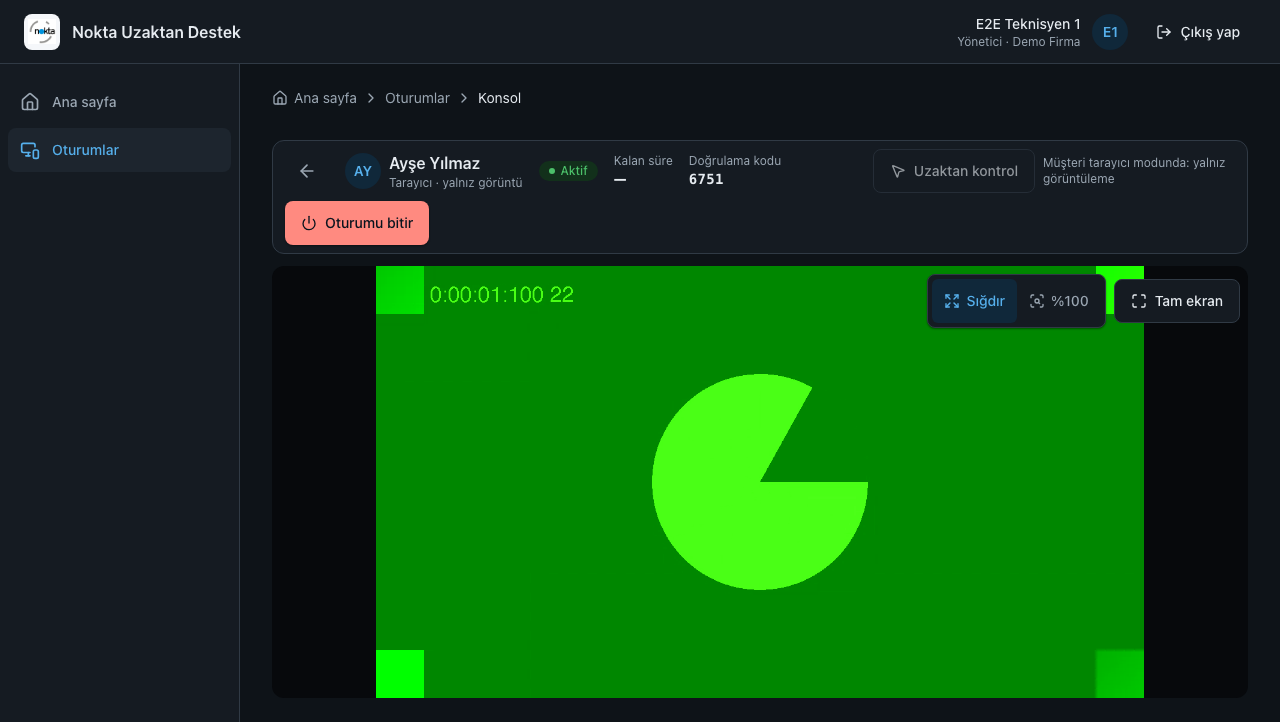 nokta
Nokta Uzaktan Destek
E2E Teknisyen 1
Yönetici · Demo Firma
E1
Çıkış yap
Ana sayfa
Oturumlar
Ana sayfa
Oturumlar
Konsol
AY
Ayşe Yılmaz
Tarayıcı · yalnız görüntü
Aktif
Kalan süre
—
Doğrulama kodu
6751
Uzaktan kontrol
Müşteri tarayıcı modunda: yalnız
görüntüleme
Oturumu bitir
0:00:01:100 22
Sığdır
%100
Tam ekran